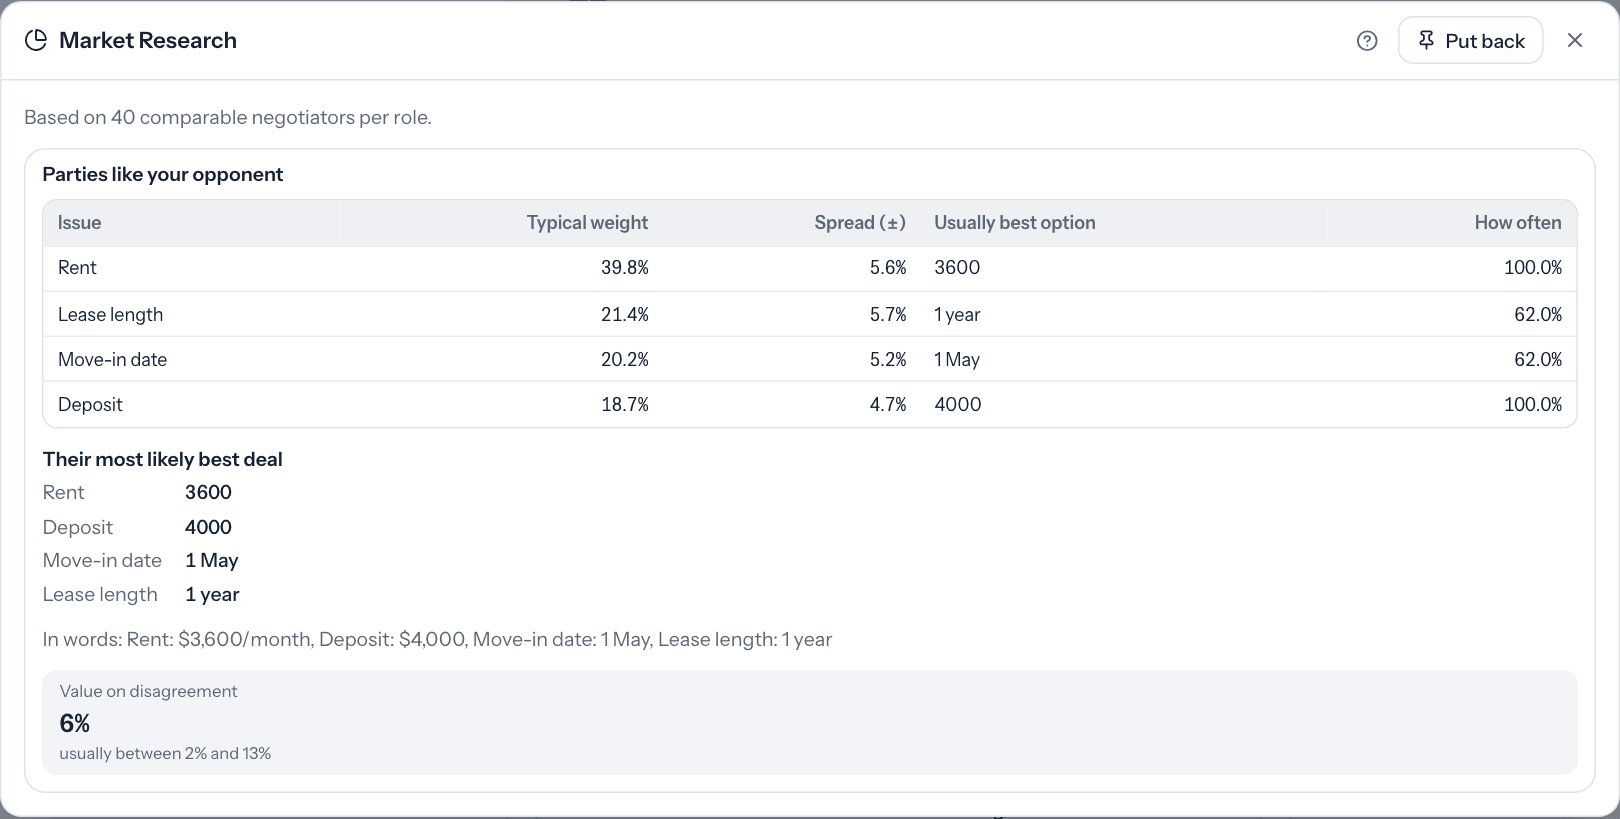 Market Research
Put back
Based on 40 comparable negotiators per role.
Parties like your opponent
Issue Typical weight Spread (±) Usually best option How often
Rent 39.8% 5.6% 3600 100.0%
Lease length 21.4% 5.7% 1 year 62.0%
Move-in date 20.2% 5.2% 1 May 62.0%
Deposit 18.7% 4.7% 4000 100.0%
Their most likely best deal
Rent 3600
Deposit 4000
Move-in date 1 May
Lease length 1 year
In words: Rent: $3,600/month, Deposit: $4,000, Move-in date: 1 May, Lease length: 1 year
Value on disagreement
6%
usually between 2% and 13%